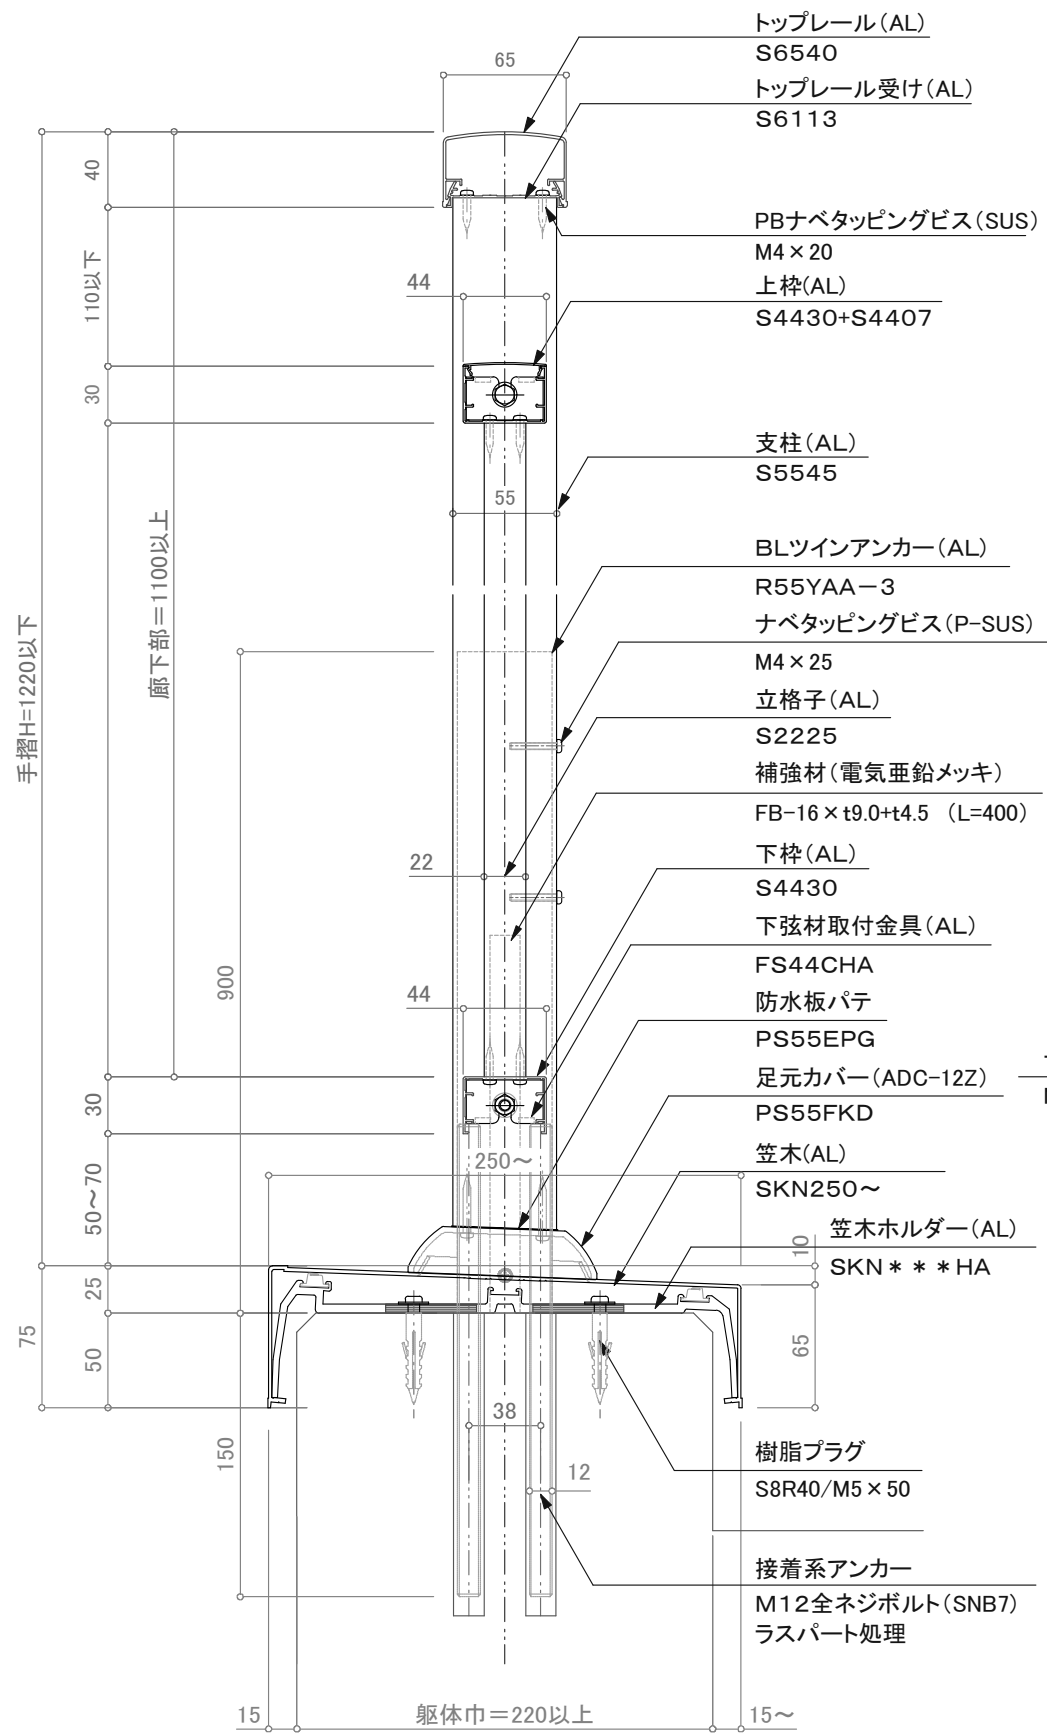 トップレール(AL)
S6540
65
トップレール受け(AL)
S6113
40
PBナベタッピングビス(SUS)
M4×20
110以下
44
上枠(AL)
S4430+S4407
30
支柱(AL)
S5545
55
BLツインアンカー(AL)
R55YAA-3
廊下部=1100以上
手摺H=1220以下
ナベタッピングビス(P-SUS)
M4×25
立格子(AL)
S2225
補強材(電気亜鉛メッキ)
FB-16×t9.0+t4.5 (L=400)
22
下枠(AL)
S4430
下弦材取付金具(AL)
FS44CHA
900
44
防水板パテ
PS55EPG
足元カバー(ADC-12Z)
PS55FKD
30
250~
笠木(AL)
SKN250~
50~70
笠木ホルダー(AL)
SKN***HA
10
25
75
50
65
38
150
12
樹脂プラグ
S8R40/M5×50
接着系アンカー
M12全ネジボルト(SNB7)
ラスパート処理
15
躯体巾=220以上
15~